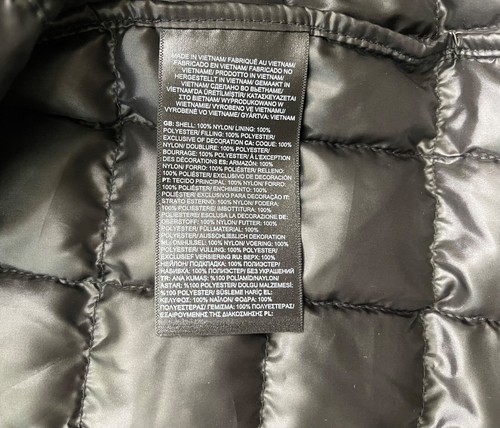 MADE IN VIETNAM/ FABRIQUÉ AU VIETNAM/
FABRICADO EN VIETNAM/ FABRICADO NO
VIETNAME/ PRODOTTO IN VIETNAM/
HERGESTELLT IN VIETNAM/ GEMAAKT IN
VIETNAM/ СДЕЛАНО ВО ВЬЕТНАМЕ/
VIETNAM'DA ÜRETILMIŞTIR/ ΚΑΤΑΣΚΕΥΑΖΕΤΑΙ
ΣΤΟ ΒΙΕΤΝΑΜ/ WYPRODUKOWANO W
WIETNAMIE/ VYROBENO VE VIETNAMU/
VYROBENÉ VO VIETNAME/ GYÁRTVA: VIETNAM
GB: SHELL: 100% NYLON/ LINING: 100%
POLYESTER/ FILLING: 100% POLYESTER/
EXCLUSIVE OF DECORATION CA: COQUE: 100%
NYLON/ DOUBLURE: 100% POLYESTER/
BOURRAGE: 100% POLYESTER/ À L'EXCEPTION
DES DÉCORATIONS ES: ARMAZÓN: 100%
NYLON/ FORRO: 100% POLIÉSTER/ RELLENO:
100% POLIÉSTER/ EXCLUSIVO DE DECORACIÓN
PT: TECIDO PRINCIPAL: 100% NYLON/ FORRO:
100% POLIÉSTER/ ENCHIMENTO: 100%
POLIÉSTER/ EXCLUSIVO PARA DECORAÇÃO IT:
STRATO ESTERNO: 100% NYLON/ FODERA:
100% POLIESTERE/ IMBOTTITURA: 100%
POLIESTERE/ ESCLUSA LA DECORAZIONE DE:
OBERSTOFF: 100% NYLON/ FUTTER: 100%
POLYESTER/ FÜLLMATERIAL: 100%
POLYESTER/ AUSSCHLIEßLICH DEKORATION
NL: OMHULSEL: 100% NYLON/ VOERING: 100%
POLYESTER/ VULLING: 100% POLYESTER/
EXCLUSIEF VERSIERING RU: ВЕРХ: 100%
НЕЙЛОН/ ПОДКЛАДКА: 100% ПОЛИЭСТЕР/
НАБИВКА: 100% ПОЛИЭСТЕР/ БЕЗ УКРАШЕНИЙ
TR: ANA KUMAŞ: %100 POLİAMİD(NAYLON)/
ASTAR: %100 POLYESTER/ DOLGU MALZEMESİ:
%100 POLYESTER/ SÜSLEME HARİÇ EL:
ΚΕΛΥΦΟΣ: 100% ΝΑΙΛΟΝ/ ΦΟΔΡΑ: 100%
ΠΟΛΥΕΣΤΕΡΑΣ/ ΓΕΜΙΣΗ: 100% ΠΟΛΥΕΣΤΕΡΑΣ/
ΕΞΑΙΡΟΥΜΕΝΗΣ ΤΗΣ ΔΙΑΚΟΣΜΗΣΗΣ PL: